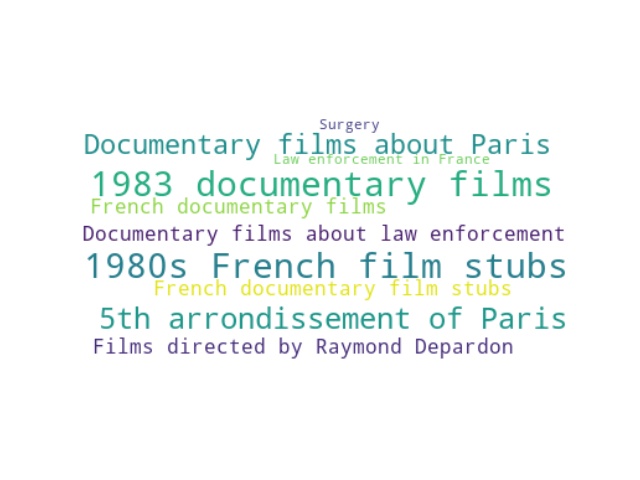 Surgery
Documentary films about Paris
Law enforcement in France
1983 documentary films
French documentary films
Documentary films about law enforcement
1980s French film stubs
French documentary film stubs
5th arrondissement of Paris
Films directed by Raymond Depardon